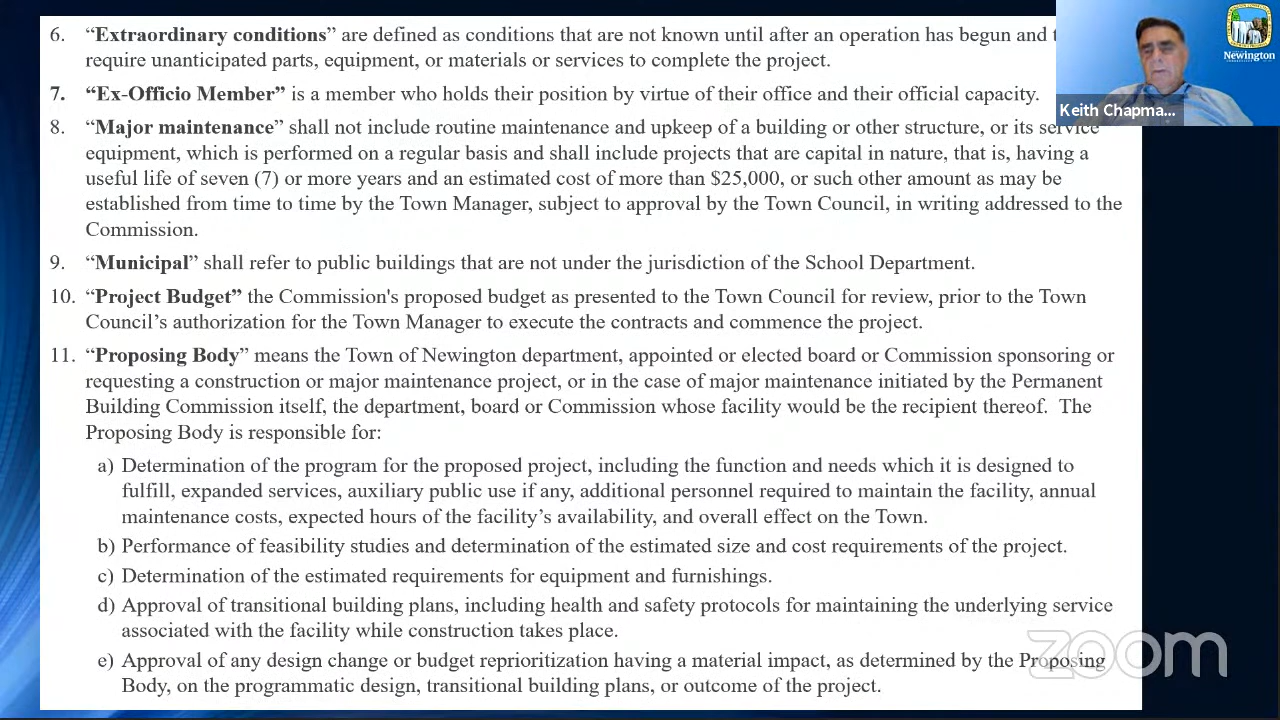 6. “Extraordinary conditions” are defined as conditions that are not known until after an operation has begun and
require unanticipated parts, equipment, or materials or services to complete the project.
7. “Ex-Officio Member” is a member who holds their position by virtue of their office and their official capacity.
8. “Major maintenance” shall not include routine maintenance and upkeep of a building or other structure, or its service
equipment, which is performed on a regular basis and shall include projects that are capital in nature, that is, having a
useful life of seven (7) or more years and an estimated cost of more than $25,000, or such other amount as may be
established from time to time by the Town Manager, subject to approval by the Town Council, in writing addressed to the
Commission.
9. “Municipal” shall refer to public buildings that are not under the jurisdiction of the School Department.
10. “Project Budget” the Commission's proposed budget as presented to the Town Council for review, prior to the Town
Council’s authorization for the Town Manager to execute the contracts and commence the project.
11. “Proposing Body” means the Town of Newington department, appointed or elected board or Commission sponsoring or
requesting a construction or major maintenance project, or in the case of major maintenance initiated by the Permanent
Building Commission itself, the department, board or Commission whose facility would be the recipient thereof. The
Proposing Body is responsible for:
a) Determination of the program for the proposed project, including the function and needs which it is designed to
fulfill, expanded services, auxiliary public use if any, additional personnel required to maintain the facility, annual
maintenance costs, expected hours of the facility’s availability, and overall effect on the Town.
b) Performance of feasibility studies and determination of the estimated size and cost requirements of the project.
c) Determination of the estimated requirements for equipment and furnishings.
d) Approval of transitional building plans, including health and safety protocols for maintaining the underlying service
associated with the facility while construction takes place.
e) Approval of any design change or budget reprioritization having a material impact, as determined by the Proposing
Body, on the programmatic design, transitional building plans, or outcome of the project.
Newington
Keith Chapma...
zoom